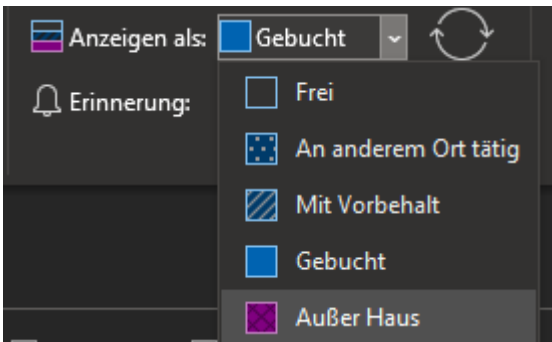 Anzeigen als: Gebucht
Erinnerung:
Frei
An anderem Ort tätig
Mit Vorbehalt
Gebucht
Außer Haus